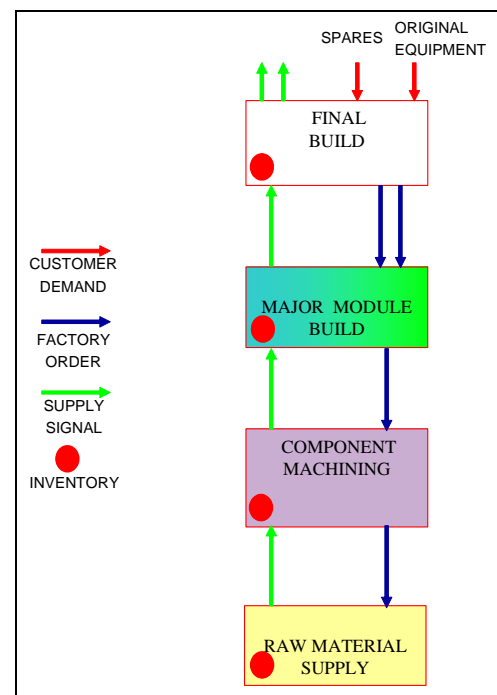 SPARES
ORIGINAL
EQUIPMENT
FINAL
BUILD
CUSTOMER
DEMAND
MAJOR MODULE
BUILD
FACTORY
ORDER
SUPPLY
SIGNAL
COMPONENT
MACHINING
INVENTORY
RAW MATERIAL
SUPPLY